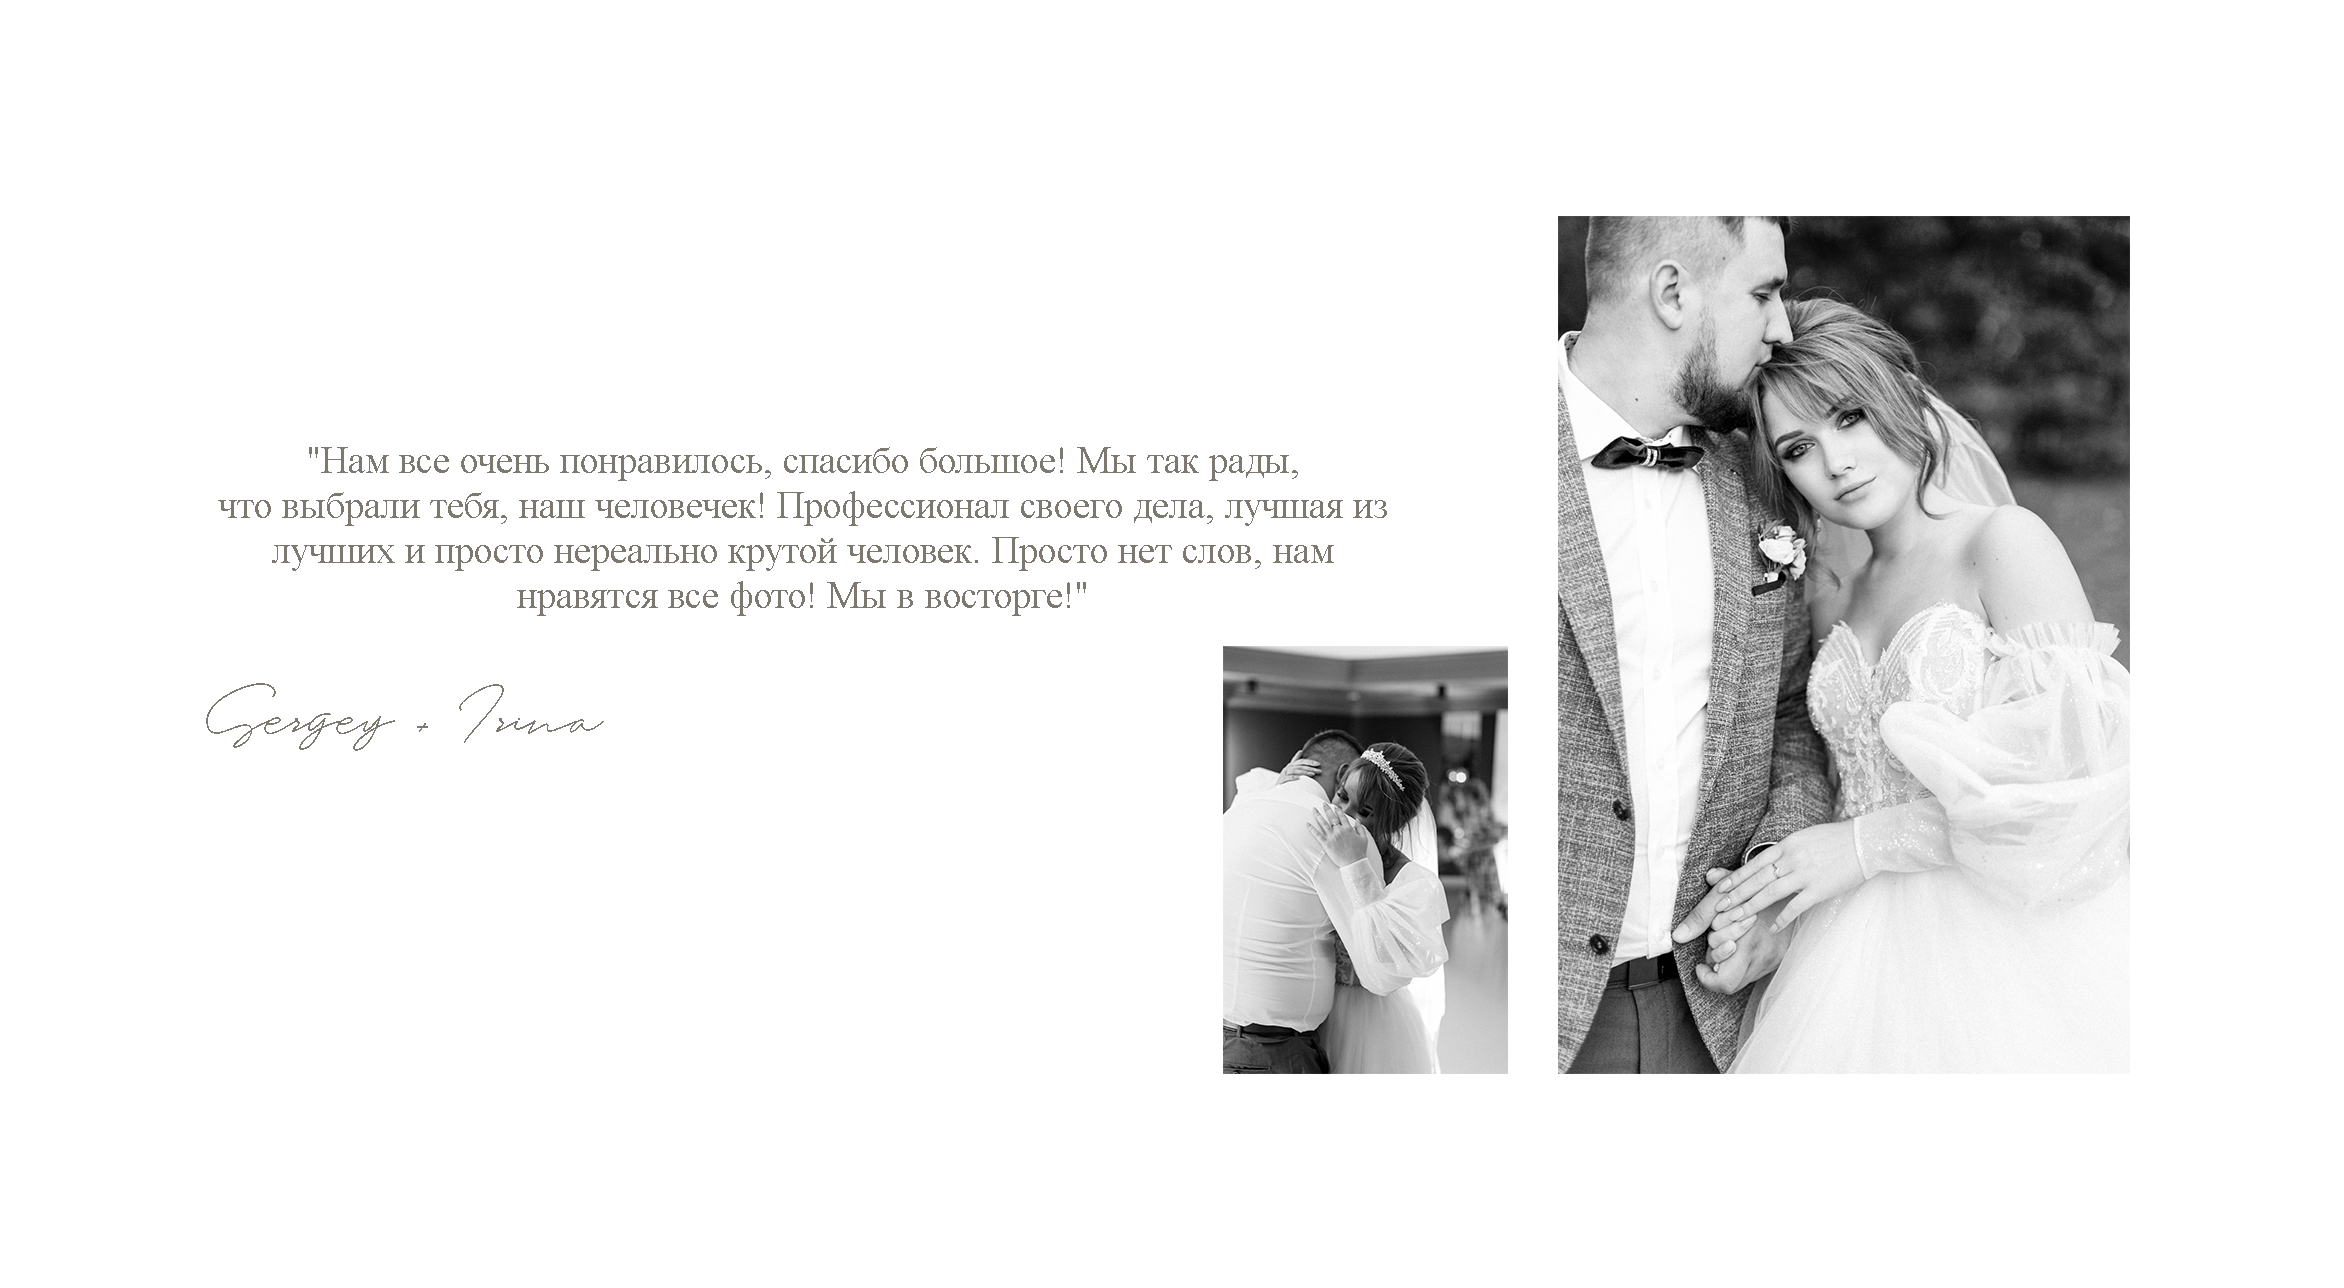 "Нам все очень понравилось, спасибо большое! Мы так рады,
что выбрали тебя, наш человечек! Профессионал своего дела, лучшая из
лучших и просто нереально крутой человек. Просто нет слов, нам
нравятся все фото! Мы в восторге!"
Sergey + Irina